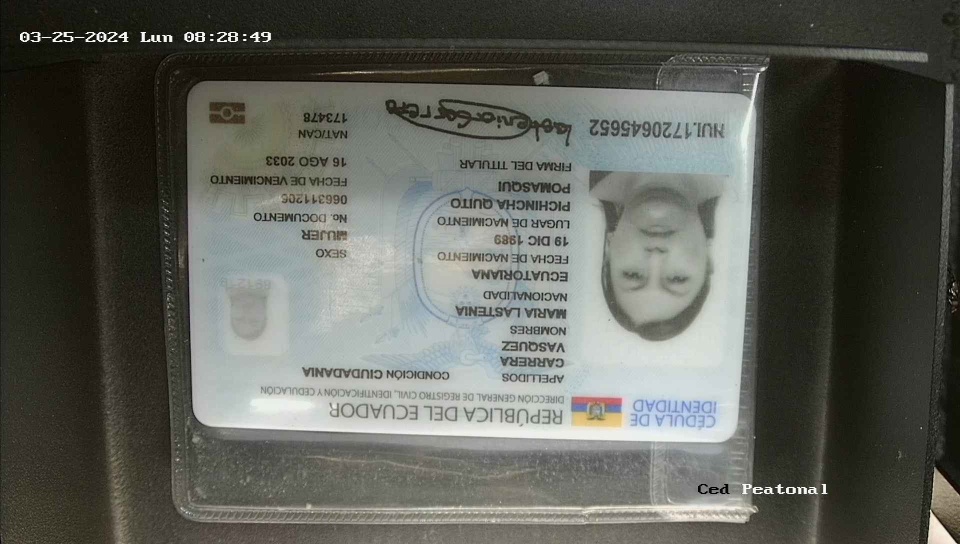 03-25-2024 Lun 08:28:49
CÉDULA DE
IDENTIDAD
REPÚBLICA DEL ECUADOR
DIRECCIÓN GENERAL DE REGISTRO CIVIL, IDENTIFICACIÓN Y CEDULACIÓN
APELLIDOS
CARRERA
VASQUEZ
NOMBRES
MARIA LASTENIA
NACIONALIDAD
ECUATORIANA
FECHA DE NACIMIENTO
19 DIC 1989
LUGAR DE NACIMIENTO
PICHINCHA QUITO
POMASQUI
FIRMA DEL TITULAR
CONDICIÓN CIUDADANÍA
SEXO
MUJER
No. DOCUMENTO
066311206
FECHA DE VENCIMIENTO
16 AGO 2033
NAT/CAN
173478
NUI.1720645652
Ced Peatonal